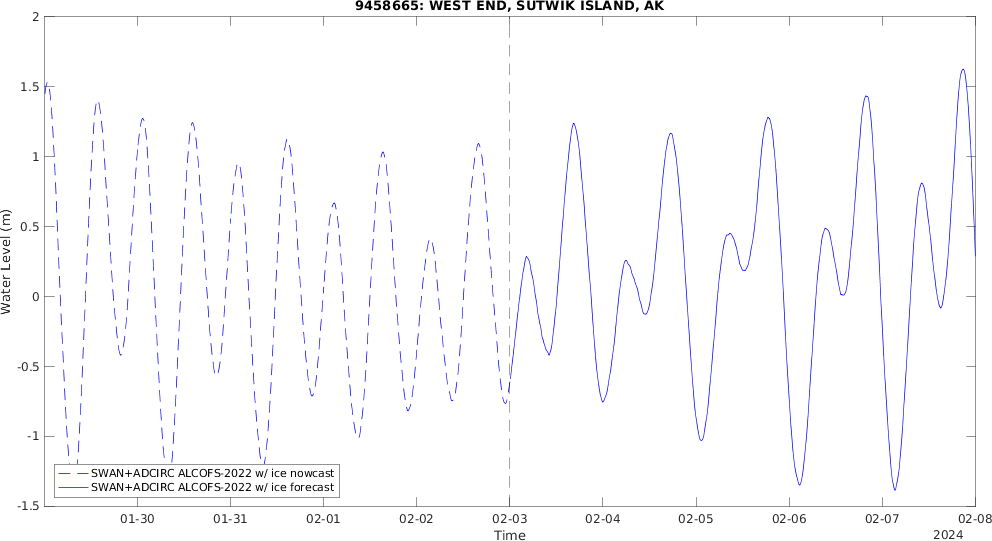 9458665: WEST END, SUTWIK ISLAND, AK
2
1.5
1
0.5
0
-0.5
-1
-1.5
Water Level (m)
SWAN+ADCIRC ALCOFS-2022 w/ ice nowcast
SWAN+ADCIRC ALCOFS-2022 w/ ice forecast
01-30 01-31 02-01 02-02 02-03 02-04 02-05 02-06 02-07 02-08
Time
2024